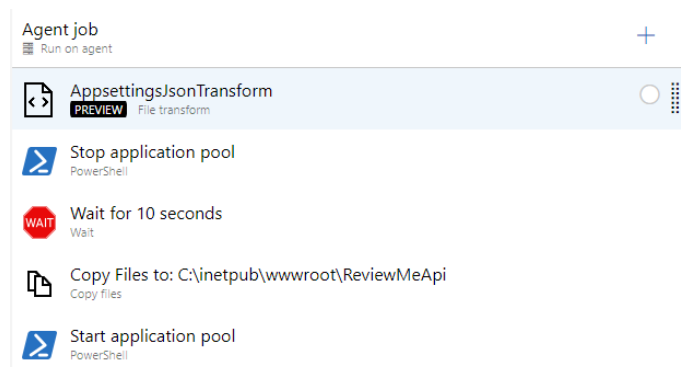 Agent job
Run on agent
AppsettingsJsonTransform
PREVIEW File transform
Stop application pool
PowerShell
WAIT
Wait for 10 seconds
Wait
Copy Files to: C:\inetpub\wwwroot\ReviewMeApi
Copy files
Start application pool
PowerShell